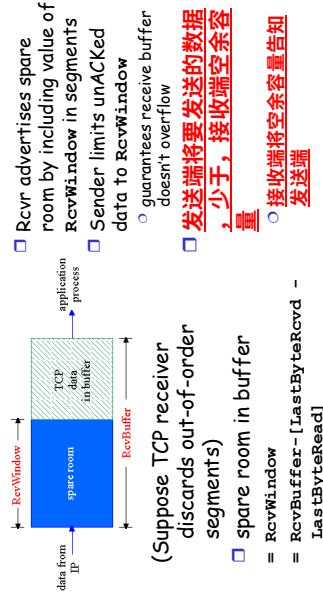 RcvWindow
data from
IP
spare room
TCP
data
in buffer
application
process
RcvBuffer
(Suppose TCP receiver
discards out-of-order
segments)
spare room in buffer
= RcvWindow
= RcvBuffer-[LastByteRcvd -
LastByteRead]
Rcvr advertises spare
room by including value of
RcvWindow in segments
Sender limits unACKed
data to RcvWindow
guarantees receive buffer
doesn't overflow
发送端将要发送的数据
，少于，接收端空余容
量
接收端将空余容量告知
发送端